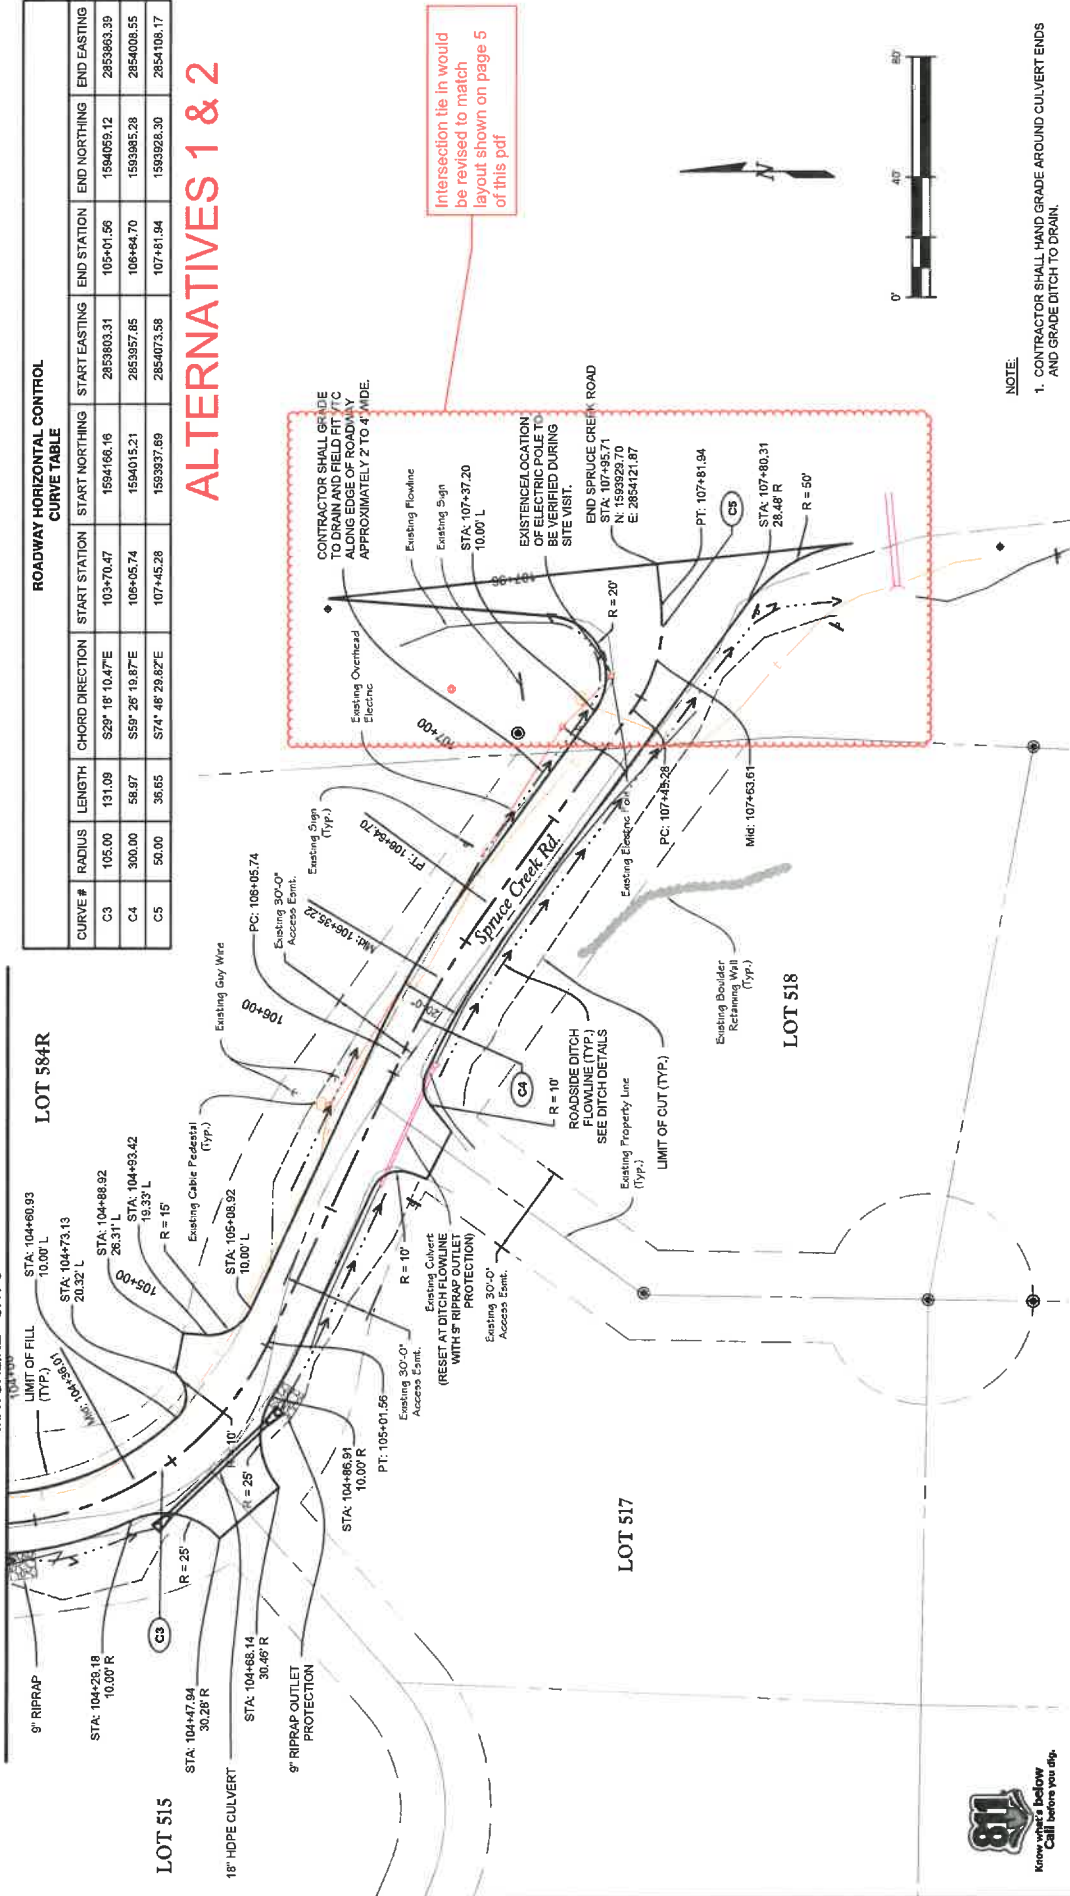 ROADWAY HORIZONTAL CONTROL
CURVE TABLE
CURVE # RADIUS LENGTH CHORD DIRECTION START STATION START NORTHING START EASTING END STATION END NORTHING END EASTING
C3 105.00 131.09 S29° 18' 10.47"E 103+70.47 1594166.16 2853803.31 105+01.56 1594059.12 2853863.39
C4 300.00 58.97 S59° 26' 19.87"E 106+05.74 1594015.21 2853957.85 106+64.70 1593985.28 2854008.55
C5 50.00 36.65 S74° 48' 29.82"E 107+45.28 1593937.69 2854073.58 107+81.94 1593928.30 2854108.17
ALTERNATIVES 1 & 2
Intersection tie in would
be revised to match
layout shown on page 5
of this pdf
CONTRACTOR SHALL GRADE
TO DRAIN AND FIELD FIT VTC
ALONG EDGE OF ROADWAY
APPROXIMATELY 2' TO 4' WIDE.
Existing Flowline
Existing Sign
STA: 107+37.20
10.00' L
EXISTENCE/LOCATION
OF ELECTRIC POLE TO
BE VERIFIED DURING
SITE VISIT.
END SPRUCE CREEK ROAD
STA: 107+95.71
N: 1593929.70
E: 2854121.87
PT: 107+81.94
C5
STA: 107+80.31
28.48' R
R = 50'
R = 20'
107+96
107+00
Existing Overhead
Electric
Existing Sign
(Typ.)
PT: 106+64.70
PC: 106+05.74
Existing 30'-0"
Access Esmt.
Mid: 106+35.22
Existing Guy Wire
106+00
LOT 584R
Existing Cable Pedestal
(Typ.)
STA: 104+60.93
10.00' L
STA: 104+73.13
20.32' L
STA: 104+88.92
26.31' L
STA: 104+93.42
19.33' L
R = 15'
STA: 105+08.92
10.00' L
105+00
LIMIT OF FILL
(TYP.)
104+00
Mid: 104+36.01
Spruce Creek Rd.
20'-0"
Existing Electric Pole
PC: 107+45.28
Mid: 107+63.61
Existing Boulder
Retaining Wall
(Typ.)
LOT 518
C4
R = 10'
ROADSIDE DITCH
FLOWLINE (TYP.)
SEE DITCH DETAILS
LIMIT OF CUT (TYP.)
Existing Property Line
(Typ.)
R = 10'
Existing Culvert
(RESET AT DITCH FLOWLINE
WITH 9" RIPRAP OUTLET
PROTECTION)
Existing 30'-0"
Access Esmt.
Existing 30'-0"
Access Esmt.
PT: 105+01.56
STA: 104+86.91
10.00' R
R = 10'
R = 25'
R = 25'
9" RIPRAP
STA: 104+29.18
10.00' R
C3
STA: 104+47.94
30.28' R
STA: 104+68.14
30.46' R
9" RIPRAP OUTLET
PROTECTION
18" HDPE CULVERT
LOT 515
LOT 517
N
0' 40' 80'
NOTE:
1. CONTRACTOR SHALL HAND GRADE AROUND CULVERT ENDS
AND GRADE DITCH TO DRAIN.
811
Know what's below.
Call before you dig.